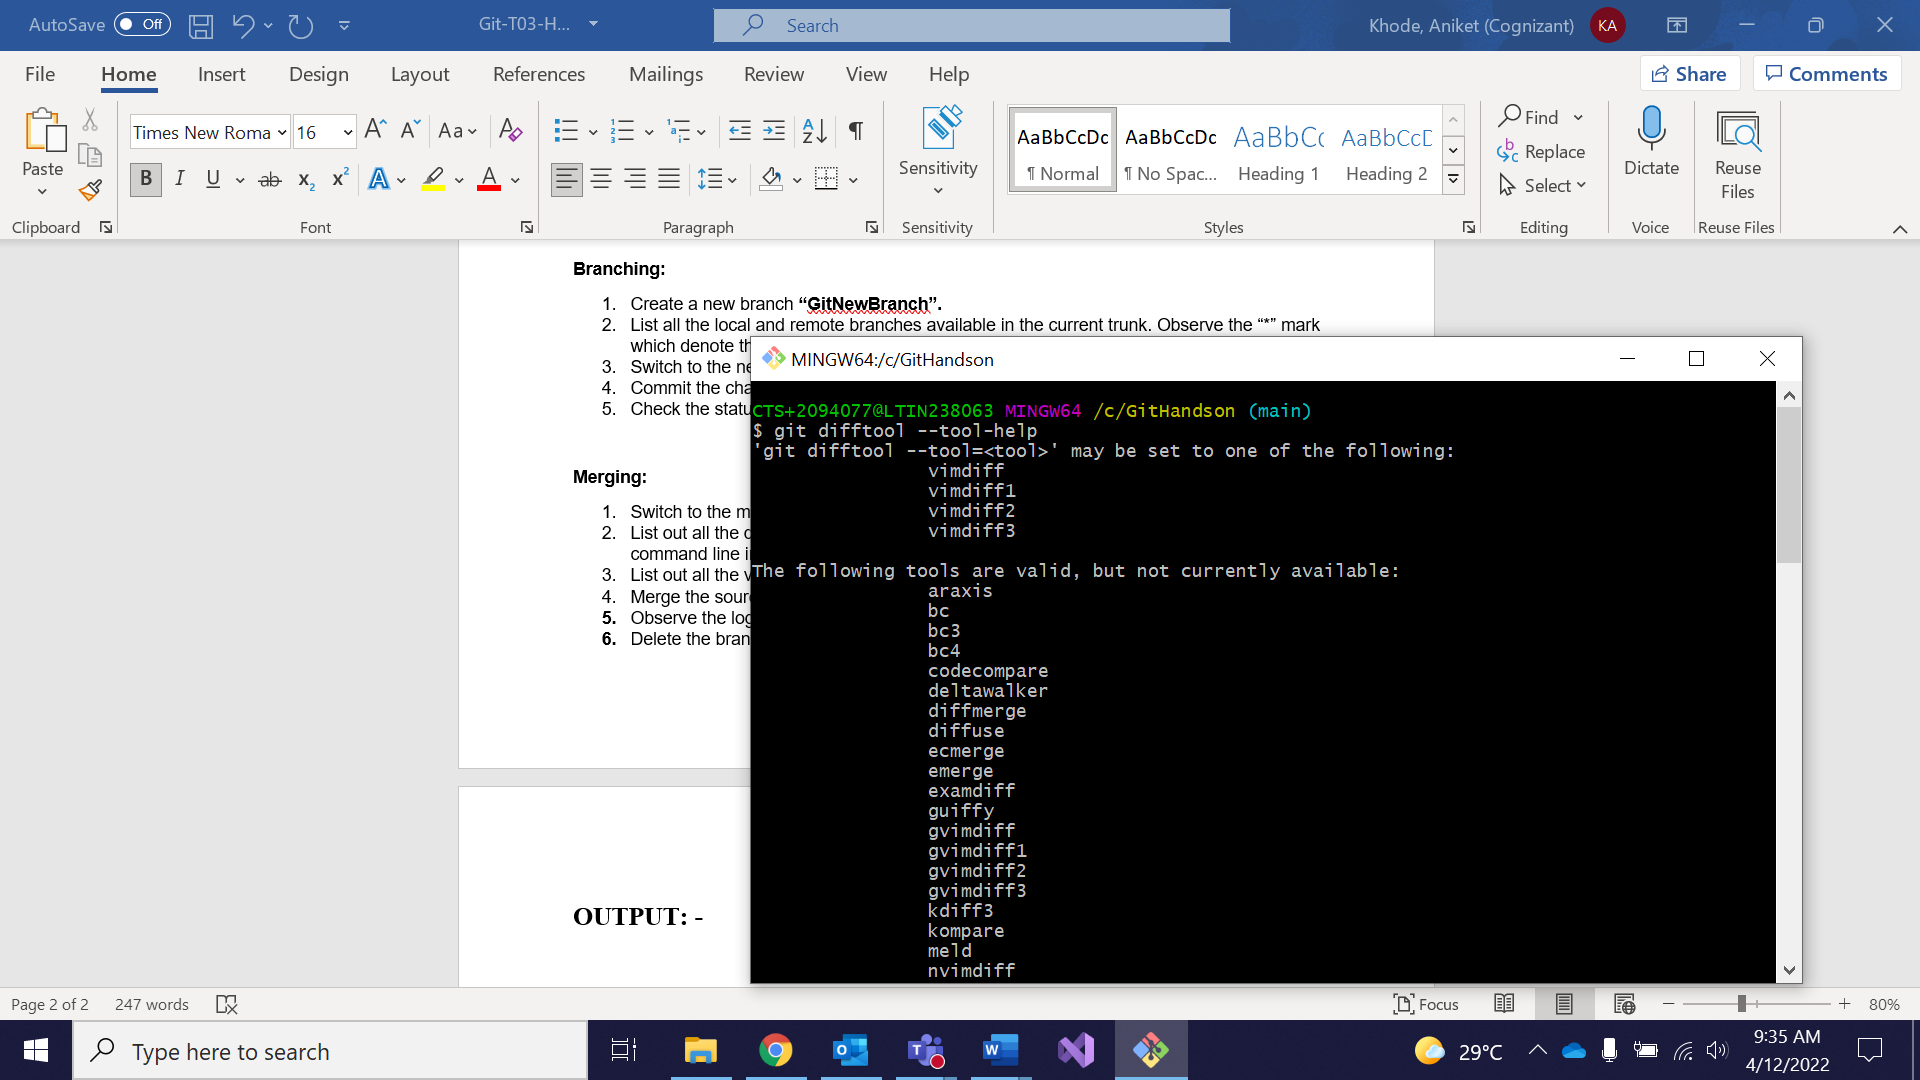 AutoSave Off Git-T03-H... Search Khode, Aniket (Cognizant) KA
File Home Insert Design Layout References Mailings Review View Help Share Comments
Paste
Clipboard
Times New Roma 16
Aa
B I U ab x₂ x² A A
Font
Paragraph
Sensitivity
Sensitivity
AaBbCcDc AaBbCcDc AaBbCc AaBbCcD
¶ Normal ¶ No Spac... Heading 1 Heading 2
Styles
Find
Replace
Select
Editing
Dictate
Voice
Reuse
Files
Reuse Files
Branching:
1. Create a new branch “GitNewBranch”.
2. List all the local and remote branches available in the current trunk. Observe the “*” mark
which denote th
3. Switch to the ne
4. Commit the cha
5. Check the statu
Merging:
1. Switch to the m
2. List out all the d
command line i
3. List out all the v
4. Merge the sour
5. Observe the log
6. Delete the bran
OUTPUT: -
MINGW64:/c/GitHandson
CTS+2094077@LTIN238063 MINGW64 /c/GitHandson (main)
$ git difftool --tool-help
'git difftool --tool=<tool>' may be set to one of the following:
vimdiff
vimdiff1
vimdiff2
vimdiff3
The following tools are valid, but not currently available:
araxis
bc
bc3
bc4
codecompare
deltawalker
diffmerge
diffuse
ecmerge
emerge
examdiff
guiffy
gvimdiff
gvimdiff1
gvimdiff2
gvimdiff3
kdiff3
kompare
meld
nvimdiff
Page 2 of 2 247 words Focus 80%
Type here to search 29°C 9:35 AM
4/12/2022